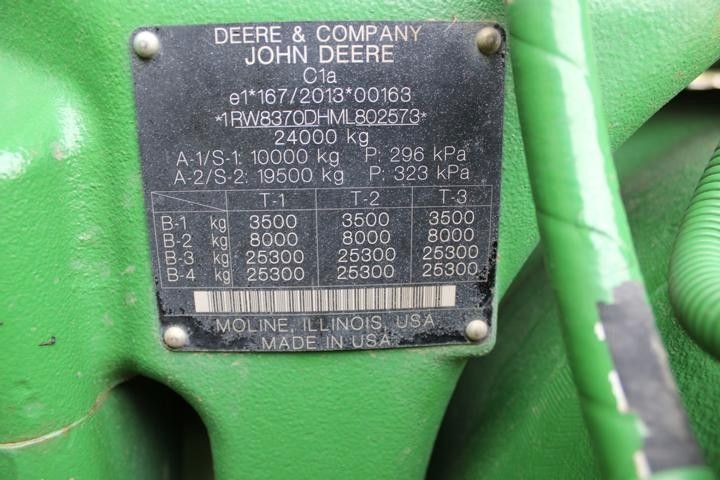 DEERE & COMPANY
JOHN DEERE
C1a
e1*167/2013*00163
*1RW8370DHML802573*
24000 kg
A-1/S-1: 10000 kg P: 296 kPa
A-2/S-2: 19500 kg P: 323 kPa
T-1 T-2 T-3
B-1 kg 3500 3500 3500
B-2 kg 8000 8000 8000
B-3 kg 25300 25300 25300
B-4 kg 25300 25300 25300
MOLINE, ILLINOIS, USA
MADE IN USA